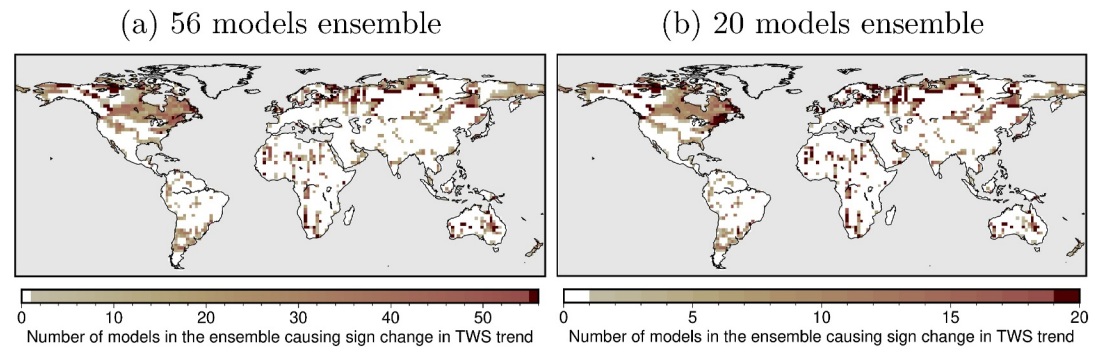 (a) 56 models ensemble
(b) 20 models ensemble
0 10 20 30 40 50
Number of models in the ensemble causing sign change in TWS trend
0 5 10 15 20
Number of models in the ensemble causing sign change in TWS trend